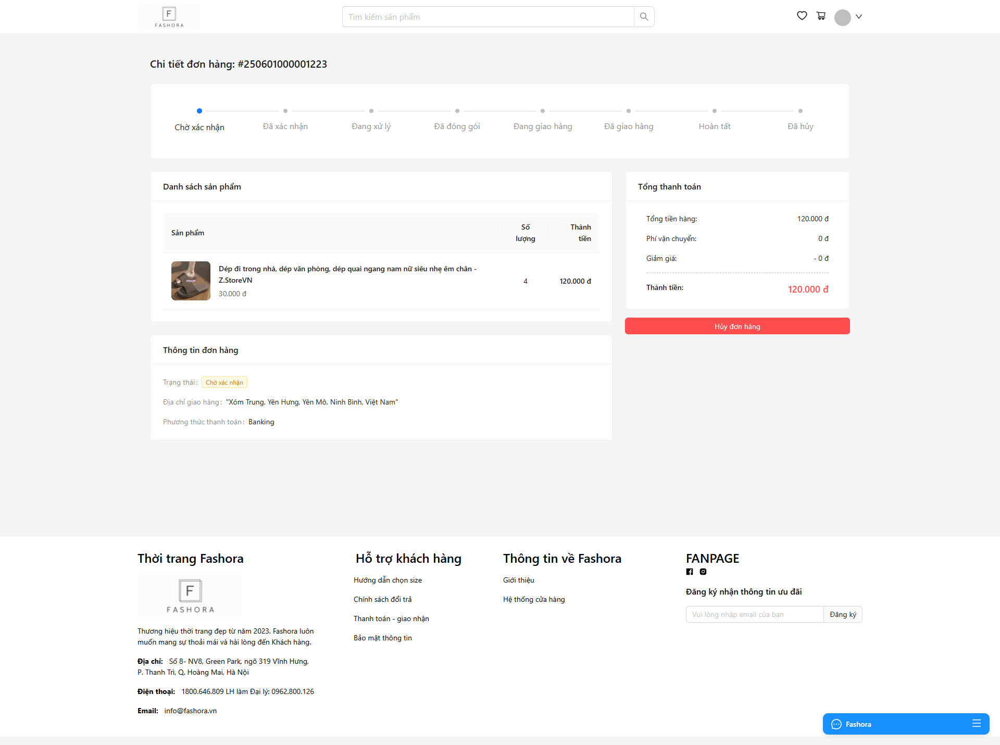 F
FASHORA
Tìm kiếm sản phẩm
Chi tiết đơn hàng: #250601000001223
Chờ xác nhận
Đã xác nhận
Đang xử lý
Đã đóng gói
Đang giao hàng
Đã giao hàng
Hoàn tất
Đã hủy
Danh sách sản phẩm
Sản phẩm
Số
lượng
Thành
tiền
Dép đi trong nhà, dép văn phòng, dép quai ngang nam nữ siêu nhẹ êm chân -
Z.StoreVN
30.000 đ
4
120.000 đ
Tổng thanh toán
Tổng tiền hàng: 120.000 đ
Phí vận chuyển: 0 đ
Giảm giá: - 0 đ
Thành tiền: 120.000 đ
Hủy đơn hàng
Thông tin đơn hàng
Trạng thái: Chờ xác nhận
Địa chỉ giao hàng: "Xóm Trung, Yên Hưng, Yên Mô, Ninh Bình, Việt Nam"
Phương thức thanh toán: Banking
Thời trang Fashora
F
FASHORA
Thương hiệu thời trang đẹp từ năm 2023. Fashora luôn
muốn mang sự thoải mái và hài lòng đến Khách hàng.
Địa chỉ: Số 8- NV8, Green Park, ngõ 319 Vĩnh Hưng,
P. Thanh Trì, Q. Hoàng Mai, Hà Nội
Điện thoại: 1800.646.809 LH làm Đại lý: 0962.800.126
Email: info@fashora.vn
Hỗ trợ khách hàng
Hướng dẫn chọn size
Chính sách đổi trả
Thanh toán - giao nhận
Bảo mật thông tin
Thông tin về Fashora
Giới thiệu
Hệ thống cửa hàng
FANPAGE
Đăng ký nhận thông tin ưu đãi
Vui lòng nhập email của bạn
Đăng ký
Fashora